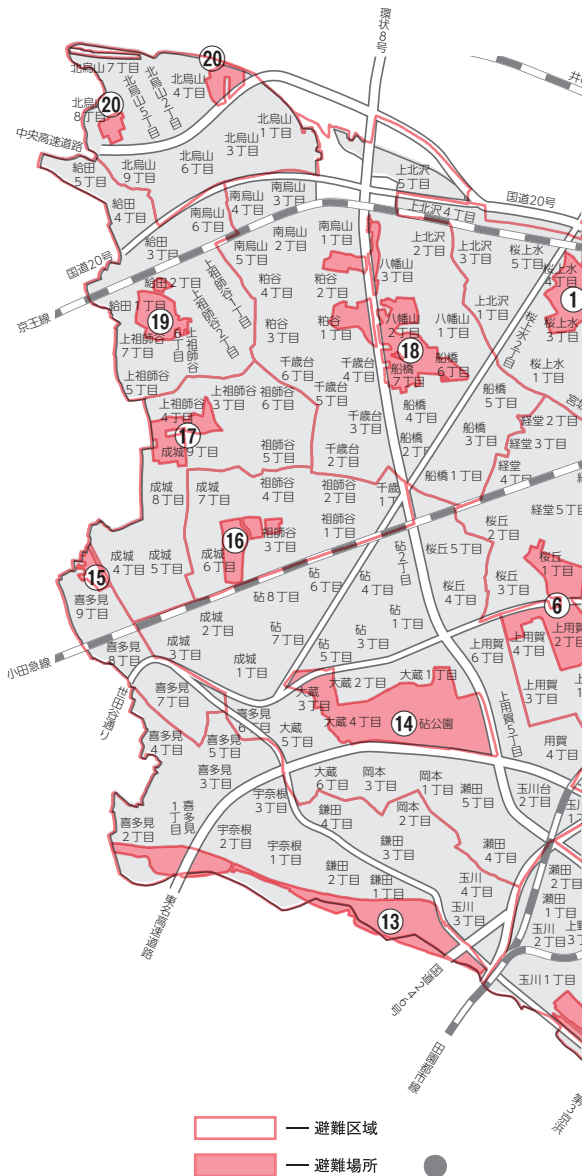 環状8号
井
20
北烏山7丁目
北烏山
4丁目
北烏山2丁目
北烏山5丁目
20
北烏山
8丁目
中央高速道路
北烏山
1丁目
北烏山
3丁目
北烏山
6丁目
北烏山
9丁目
給田
5丁目
給田
4丁目
給田
3丁目
国道20号
京王線
南烏山
6丁目
南烏山
4丁目
南烏山
3丁目
南烏山
5丁目
南烏山
2丁目
南烏山
1丁目
上北沢
5丁目
国道20号
上北沢4丁目
上北沢
2丁目
上北沢
3丁目
上北沢
1丁目
桜上水
5丁目
桜上水
4丁目
1
桜上水
3丁目
桜上水2丁目
桜上水
1丁目
給田2丁目
給田1丁目
19
上祖師谷1丁目
上祖師谷2丁目
上祖師谷
6丁目
上祖師谷
7丁目
上祖師谷
5丁目
上祖師谷
4丁目
上祖師谷
3丁目
粕谷
4丁目
粕谷
2丁目
粕谷
3丁目
粕谷
1丁目
八幡山
3丁目
八幡山
2丁目
八幡山
1丁目
18
船橋
7丁目
船橋
6丁目
船橋
5丁目
船橋
4丁目
船橋
3丁目
船橋
2丁目
船橋1丁目
千歳台
6丁目
千歳台
5丁目
千歳台
4丁目
千歳台
3丁目
千歳台
2丁目
千歳
1丁
宮坂
経堂2丁目
経堂3丁目
経堂
4丁目
経堂5丁目
17
成城9丁目
祖師谷
6丁目
祖師谷
5丁目
祖師谷
4丁目
祖師谷
2丁目
祖師谷
3丁目
祖師谷
1丁目
成城
8丁目
成城
7丁目
16
成城
6丁目
成城
5丁目
成城
4丁目
15
喜多見
9丁目
小田急線
喜多見
8丁目
成城
3丁目
成城
2丁目
成城
1丁目
砧8丁目
砧
7丁目
砧
6丁目
砧
5丁目
砧
4丁目
砧
3丁目
砧2丁目
砧
1丁目
桜丘5丁目
桜丘
4丁目
桜丘
3丁目
桜丘
2丁目
桜丘
1丁目
6
上用賀
6丁目
上用賀
4丁目
上用賀
2丁目
上用賀
3丁目
上用賀5丁目
上
1
用賀
4丁目
世田谷通り
喜多見
7丁目
喜多見
6丁目
喜多見
5丁目
喜多見
4丁目
喜多見
3丁目
喜多見
1丁目
喜多見
2丁目
大蔵
3丁目
大蔵2丁目
大蔵1丁目
大蔵4丁目
14
砧公園
大蔵
5丁目
大蔵
6丁目
岡本
3丁目
岡本
1丁目
岡本
2丁目
瀬田
5丁目
瀬田
4丁目
玉川台
2丁目
玉
1
瀬田
2丁目
瀬田
1丁目
宇奈根
3丁目
宇奈根
2丁目
宇奈根
1丁目
鎌田
4丁目
鎌田
3丁目
鎌田
2丁目
鎌田
1丁目
玉川
4丁目
玉川
3丁目
玉川
2丁目
上野
3丁
玉川1丁目
13
東名高速道路
国道246号
田園都市線
第3京浜
避難区域
避難場所